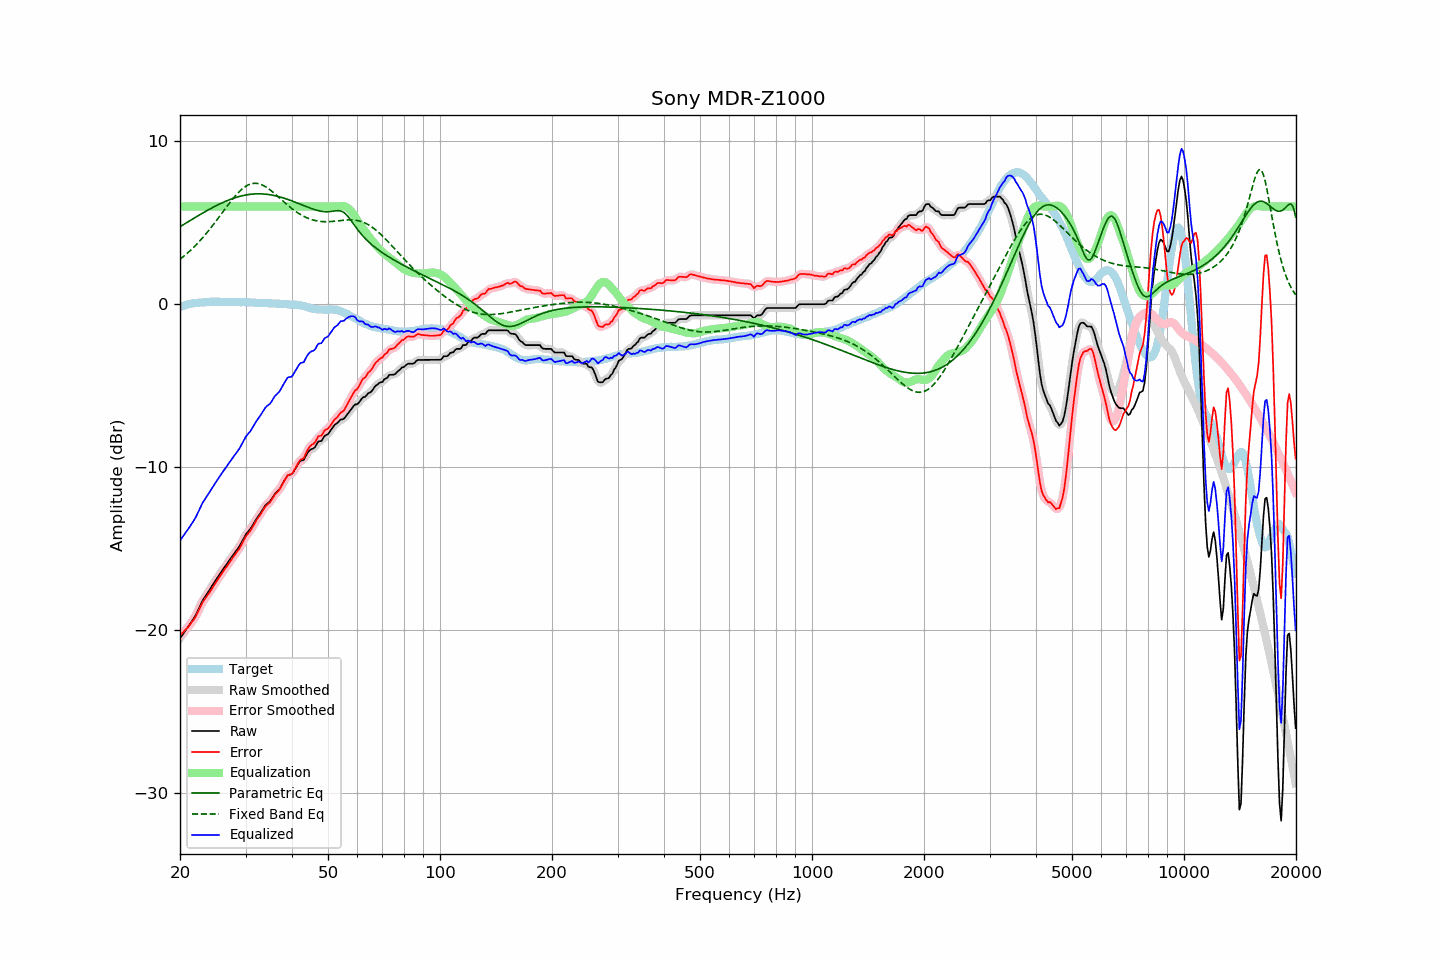 Sony MDR-Z1000
Amplitude (dBr)
10
0
−10
−20
−30
Target
Raw Smoothed
Error Smoothed
Raw
Error
Equalization
Parametric Eq
Fixed Band Eq
Equalized
20 50 100 200 500 1000 2000 5000 10000 20000
Frequency (Hz)